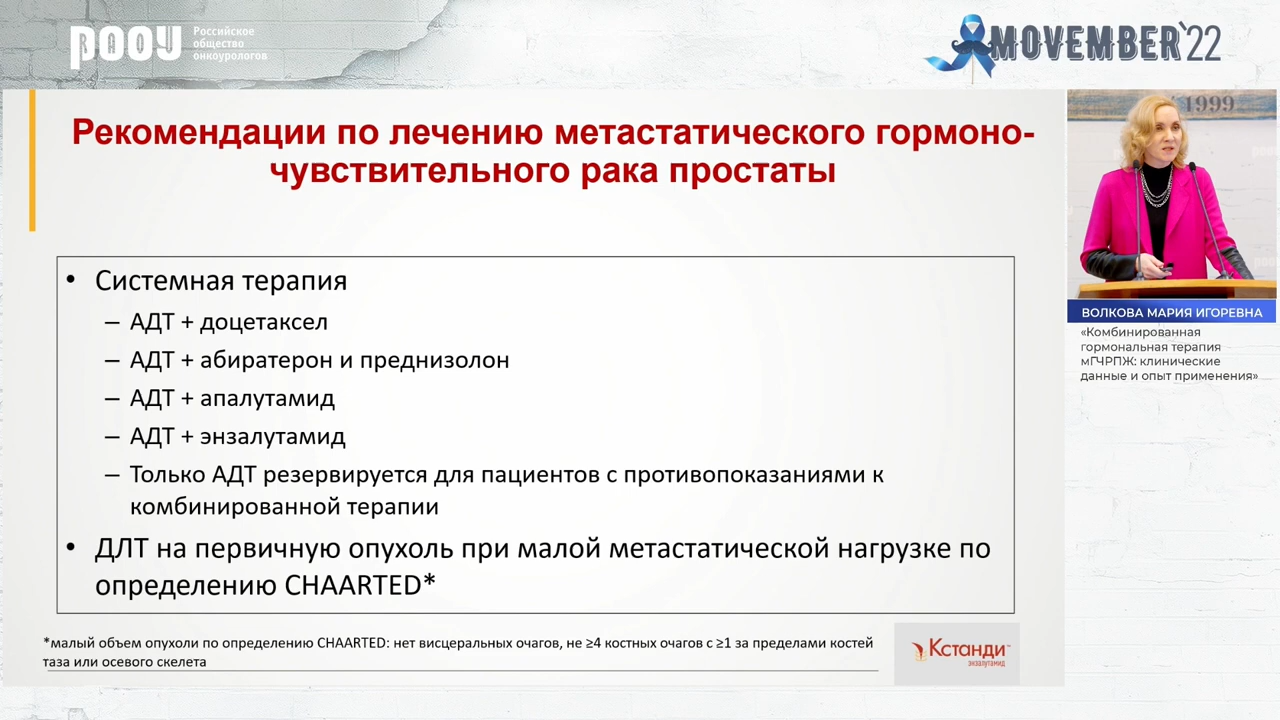 РООУ
Российское
общество
онкоурологов
MOVEMBER'22
Рекомендации по лечению метастатического гормоно-
чувствительного рака простаты
• Системная терапия
– АДТ + доцетаксел
– АДТ + абиратерон и преднизолон
– АДТ + апалутамид
– АДТ + энзалутамид
– Только АДТ резервируется для пациентов с противопоказаниями к
комбинированной терапии
• ДЛТ на первичную опухоль при малой метастатической нагрузке по
определению CHAARTED*
*малый объем опухоли по определению CHAARTED: нет висцеральных очагов, не ≥4 костных очагов с ≥1 за пределами костей
таза или осевого скелета
Кстанди™
энзалутамид
1999
ВОЛКОВА МАРИЯ ИГОРЕВНА
«Комбинированная
гормональная терапия
мГЧРПЖ: клинические
данные и опыт применения»